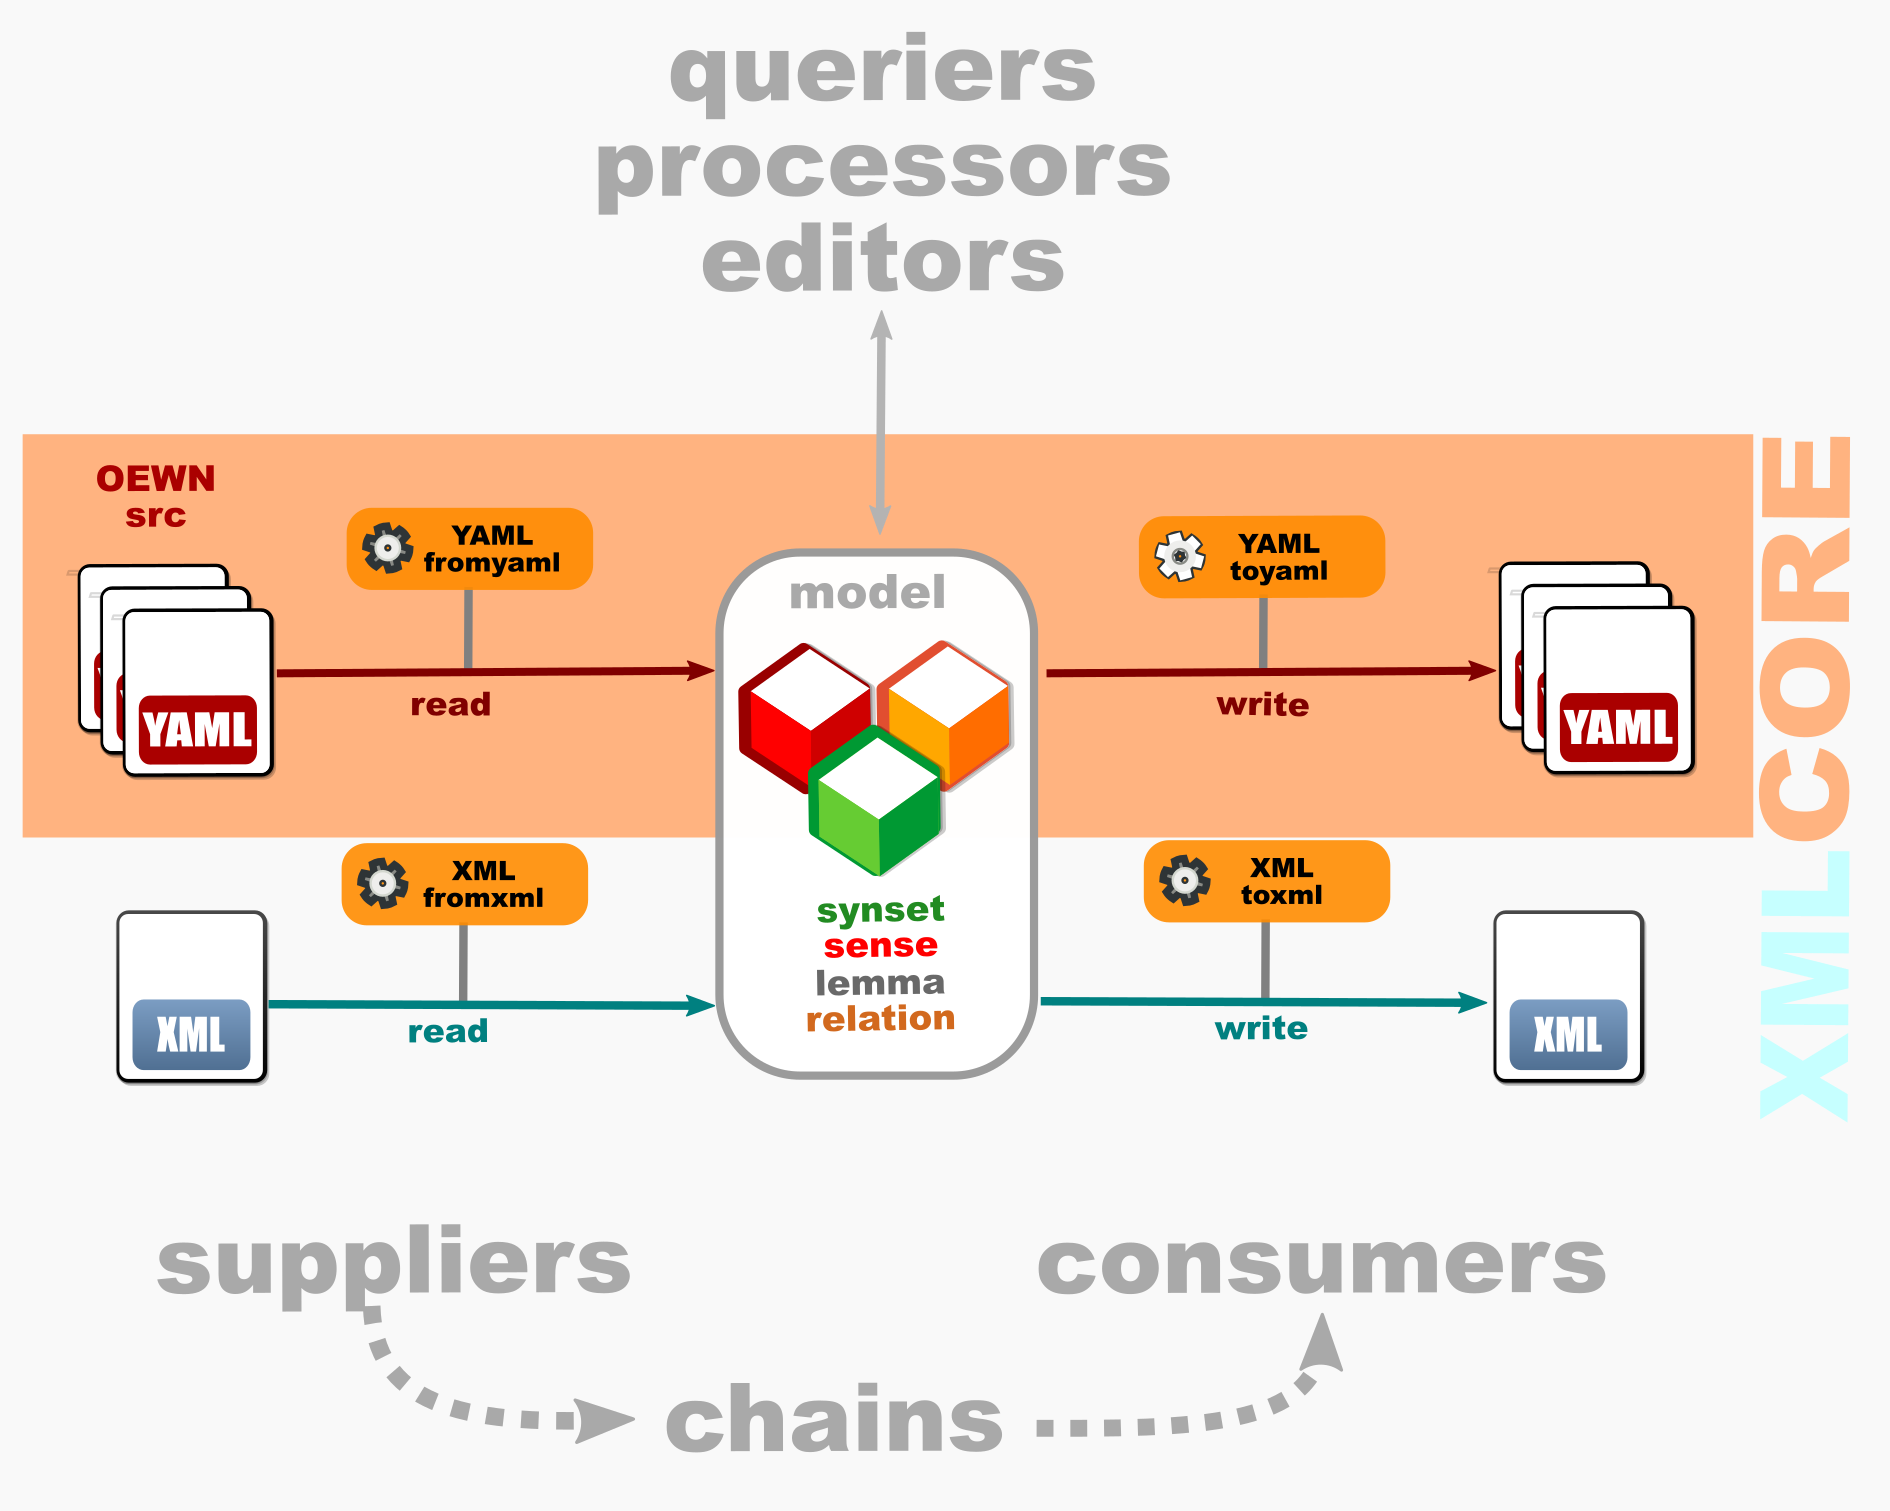 queriers
processors
editors
OEWN
src
YAML
fromyaml
YAML
toyaml
model
YAML
read
write
YAML
XML
fromxml
XML
toxml
synset
sense
lemma
relation
XML
read
write
XML
CORE
XML
suppliers
consumers
chains